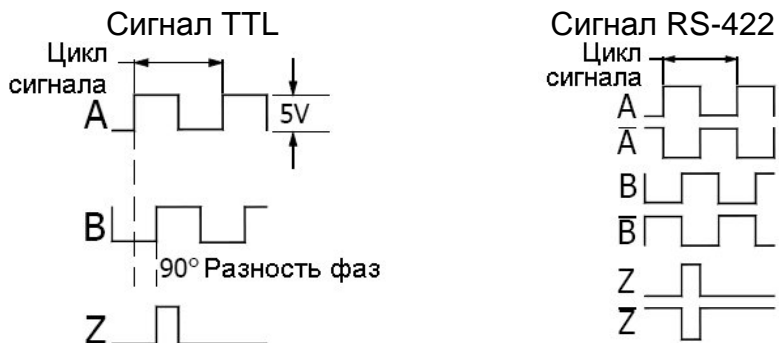 Сигнал TTL
Цикл
сигнала
A
5V
B
90° Разность фаз
Z
Сигнал RS-422
Цикл
сигнала
A
A̅
B
B̅
Z
Z̅